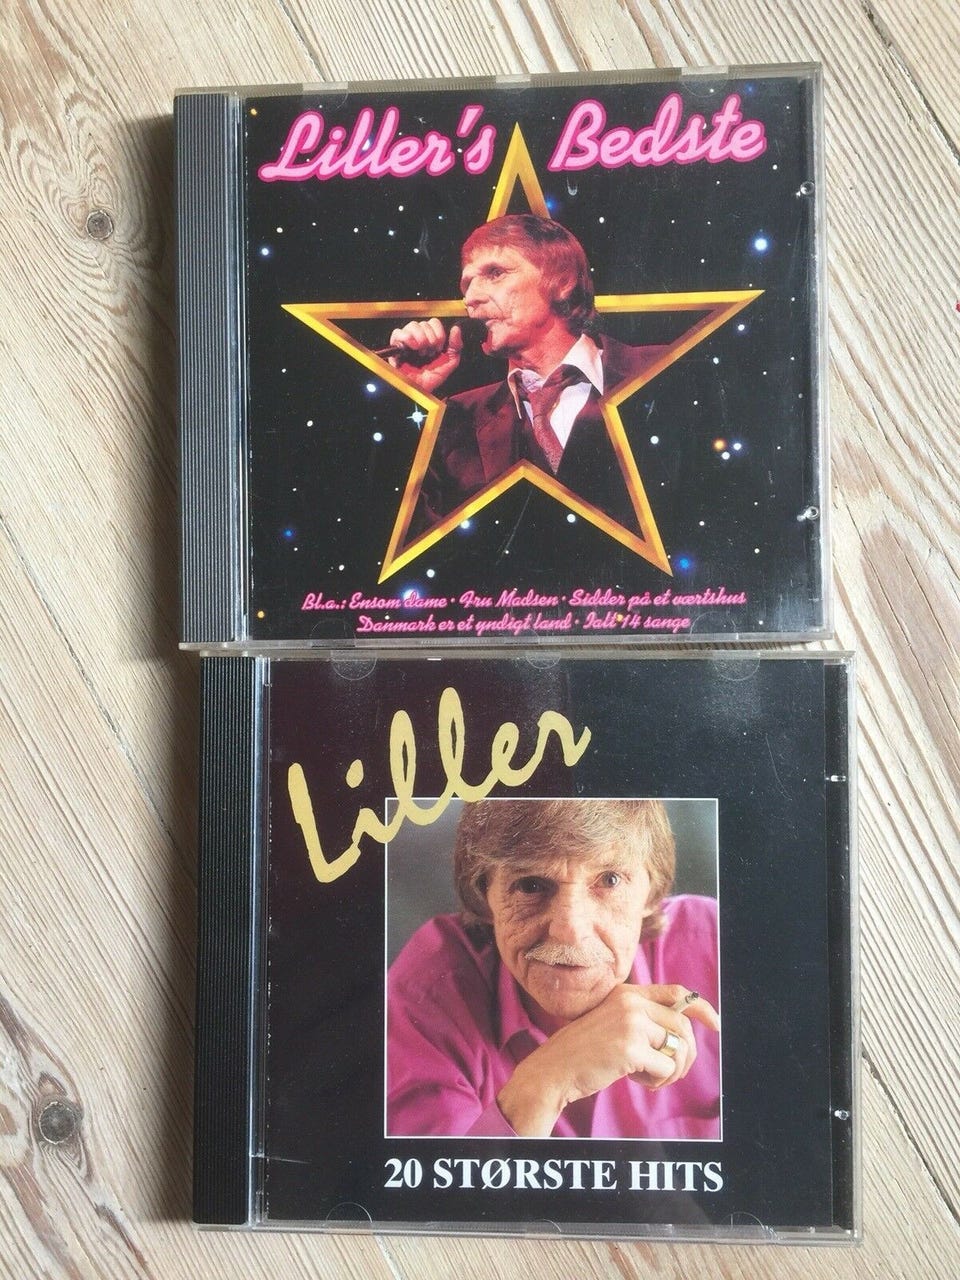 Liller's Bedste
Bl.a.: Ensom dame · Fru Madsen · Sidder på et værtshus
Danmark er et yndigt land · Ialt 14 sange
Liller
20 STØRSTE HITS